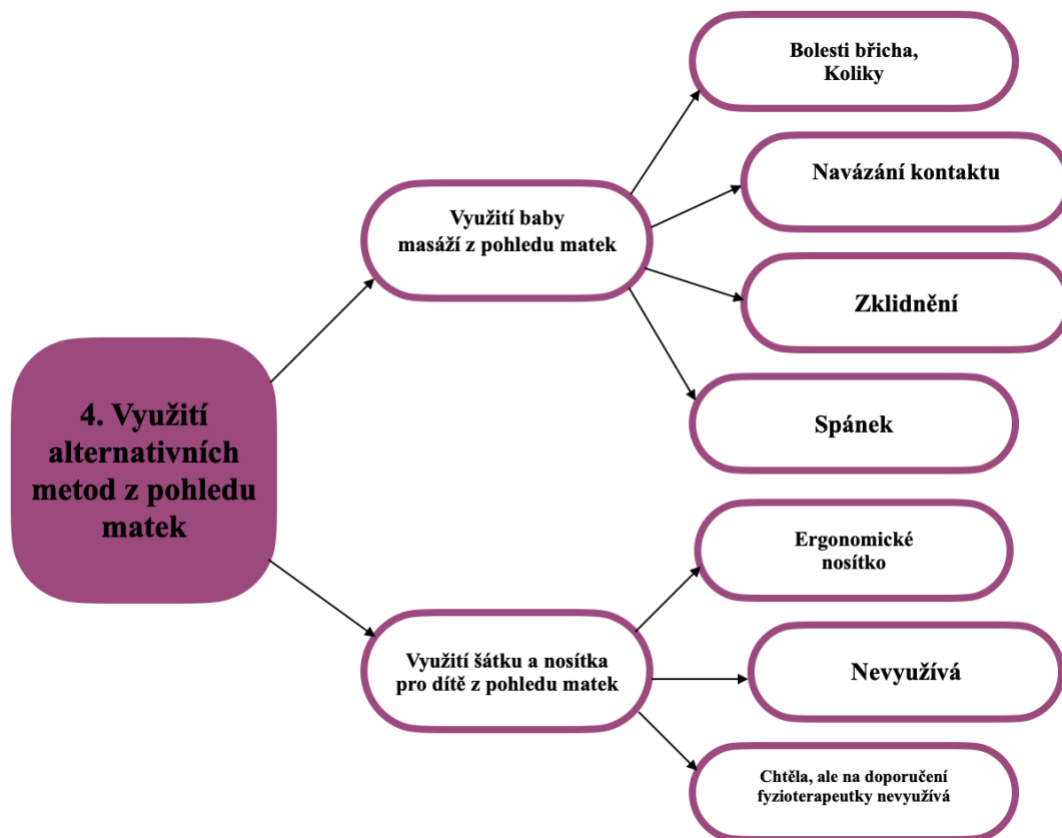 4. Využití
alternativních
metod z pohledu
matek
Využití baby
masáží z pohledu matek
Bolesti břicha,
Koliky
Navázání kontaktu
Zklidnění
Spánek
Využití šátku a nosítka
pro dítě z pohledu matek
Ergonomické
nosítko
Nevyužívá
Chtěla, ale na doporučení
fyzioterapeutky nevyužívá